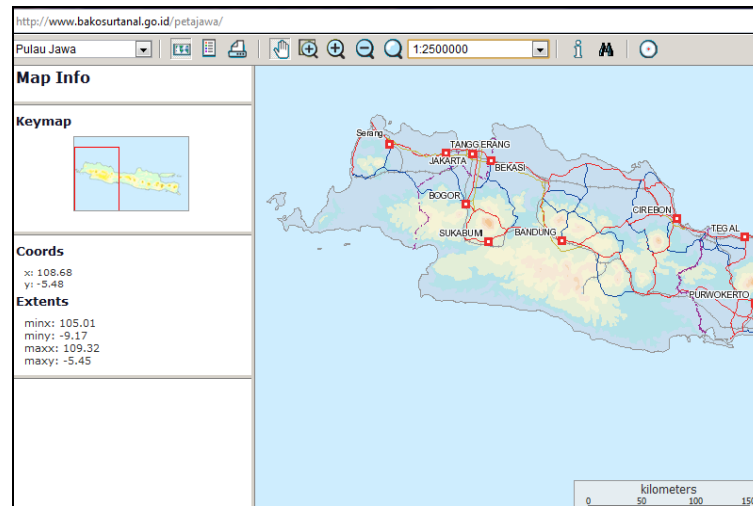 http://www.bakosurtanal.go.id/petajawa/
Pulau Jawa
1:2500000
Map Info
Keymap
Coords
x: 108.68
y: -5.48
Extents
minx: 105.01
miny: -9.17
maxx: 109.32
maxy: -5.45
Serang
TANGGERANG
JAKARTA
BEKASI
BOGOR
CIREBON
SUKABUMI
BANDUNG
TEGAL
PURWOKERTO
kilometers
0 50 100 150